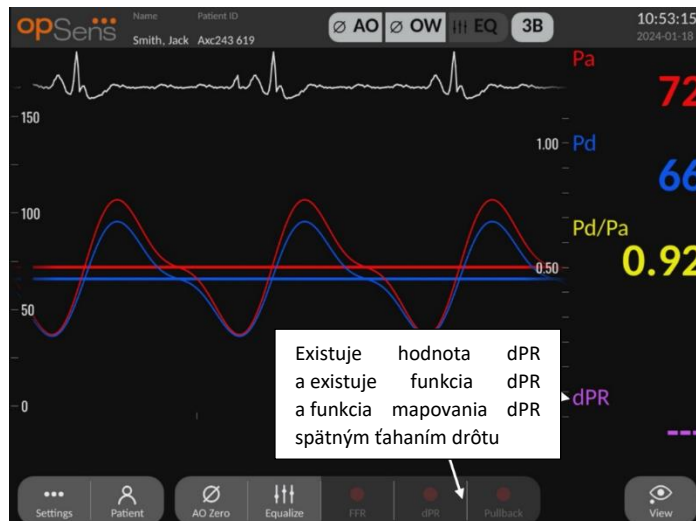 opSens
Name Patient ID
Smith, Jack Axc243 619
Ø AO Ø OW EQ 3B
10:53:15
2024-01-18
Pa
72
150
1.00
Pd
66
100
Pd/Pa
0.92
0.50
50
Existuje hodnota dPR
a existuje funkcia dPR
a funkcia mapovania dPR
spätným ťahaním drôtu
dPR
0
---
Settings Patient AO Zero Equalize FFR dPR Pullback View